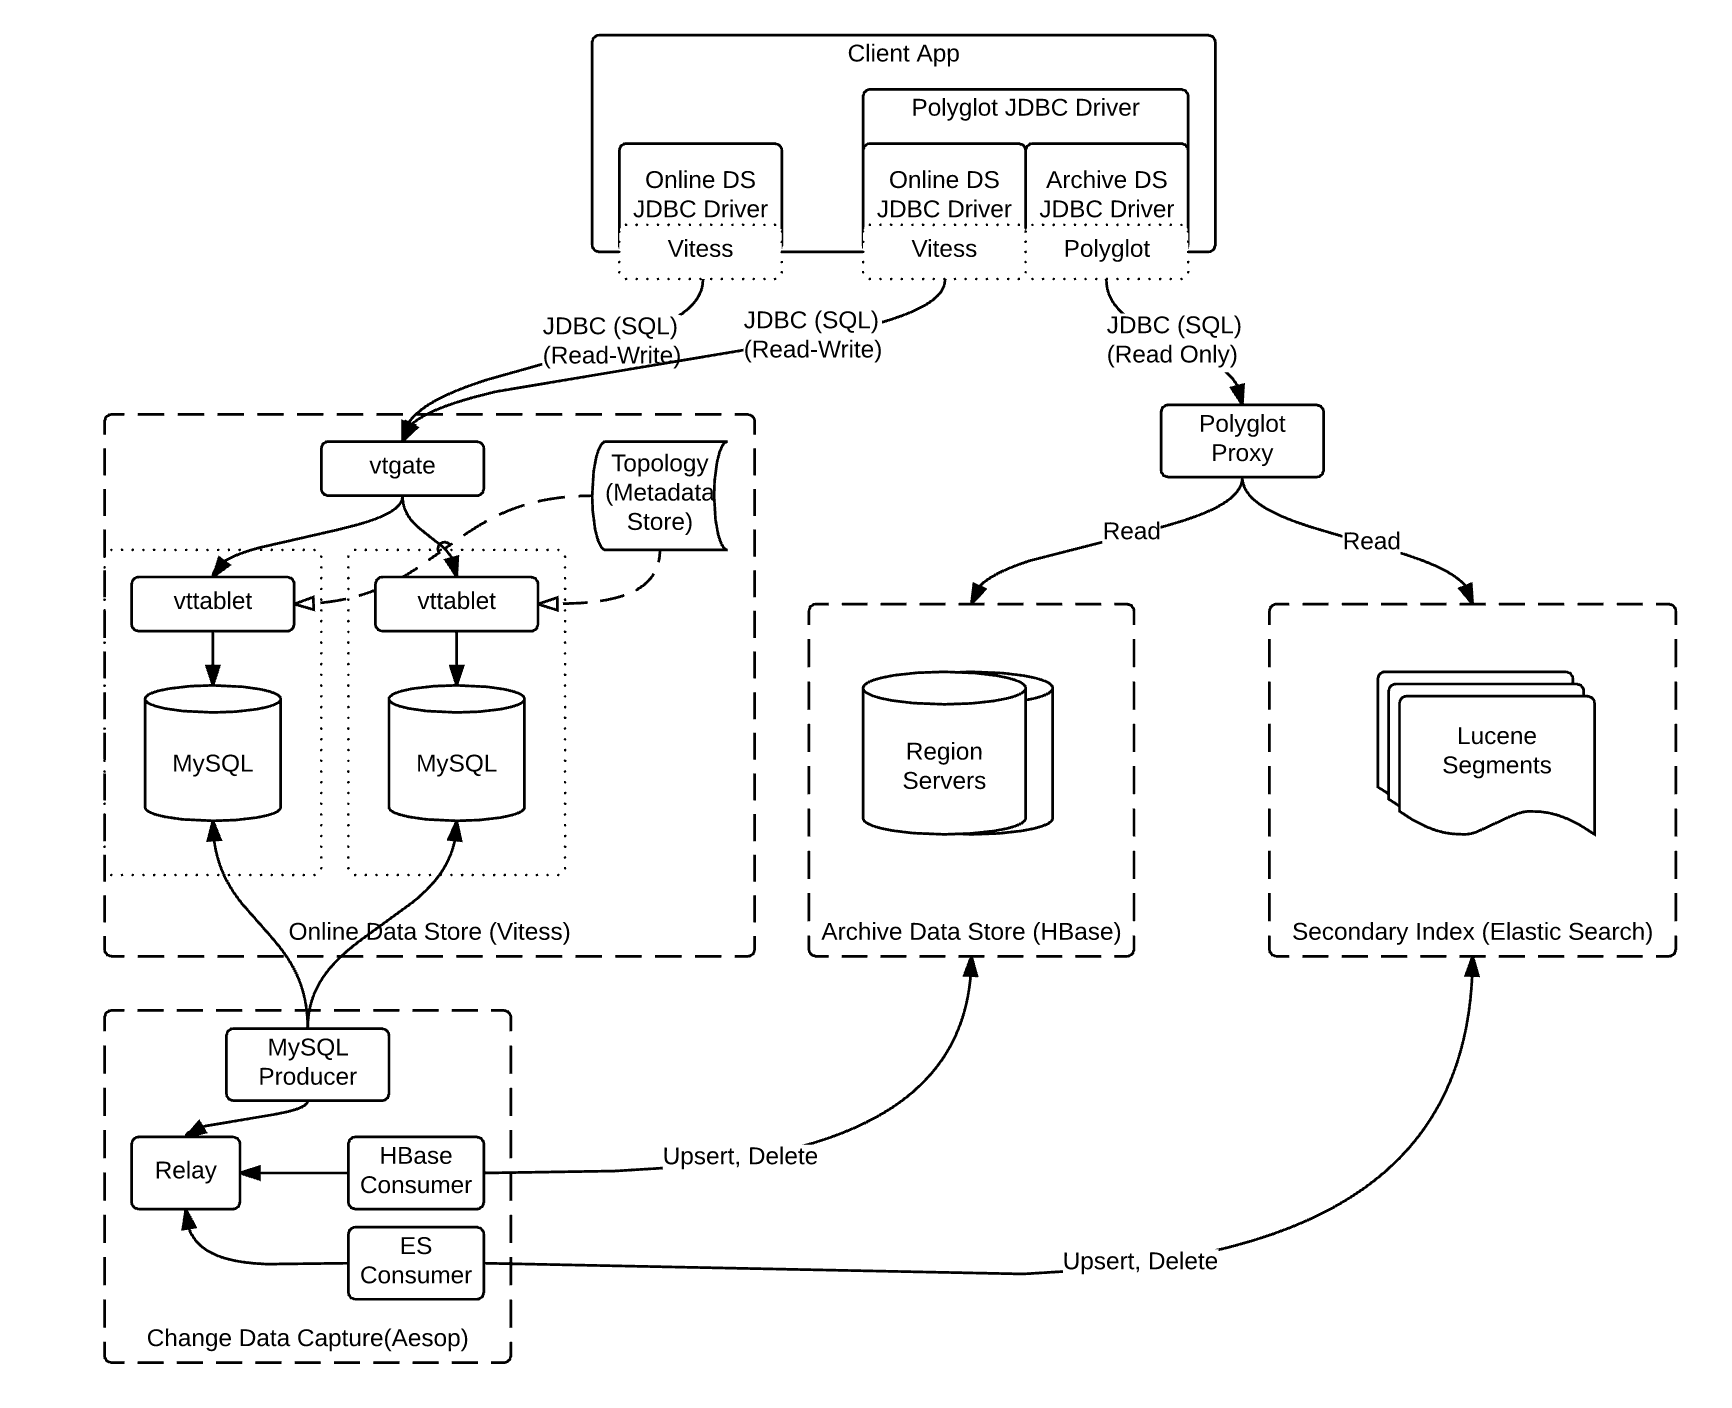 Client App
Polyglot JDBC Driver
Online DS
JDBC Driver
Vitess
Online DS
JDBC Driver
Vitess
Archive DS
JDBC Driver
Polyglot
JDBC (SQL)
(Read-Write)
JDBC (SQL)
(Read-Write)
JDBC (SQL)
(Read Only)
vtgate
Topology
(Metadata
Store)
Polyglot
Proxy
Read
Read
vttablet
vttablet
MySQL
MySQL
Region
Servers
Lucene
Segments
Online Data Store (Vitess)
Archive Data Store (HBase)
Secondary Index (Elastic Search)
MySQL
Producer
Relay
HBase
Consumer
Upsert, Delete
ES
Consumer
Upsert, Delete
Change Data Capture(Aesop)